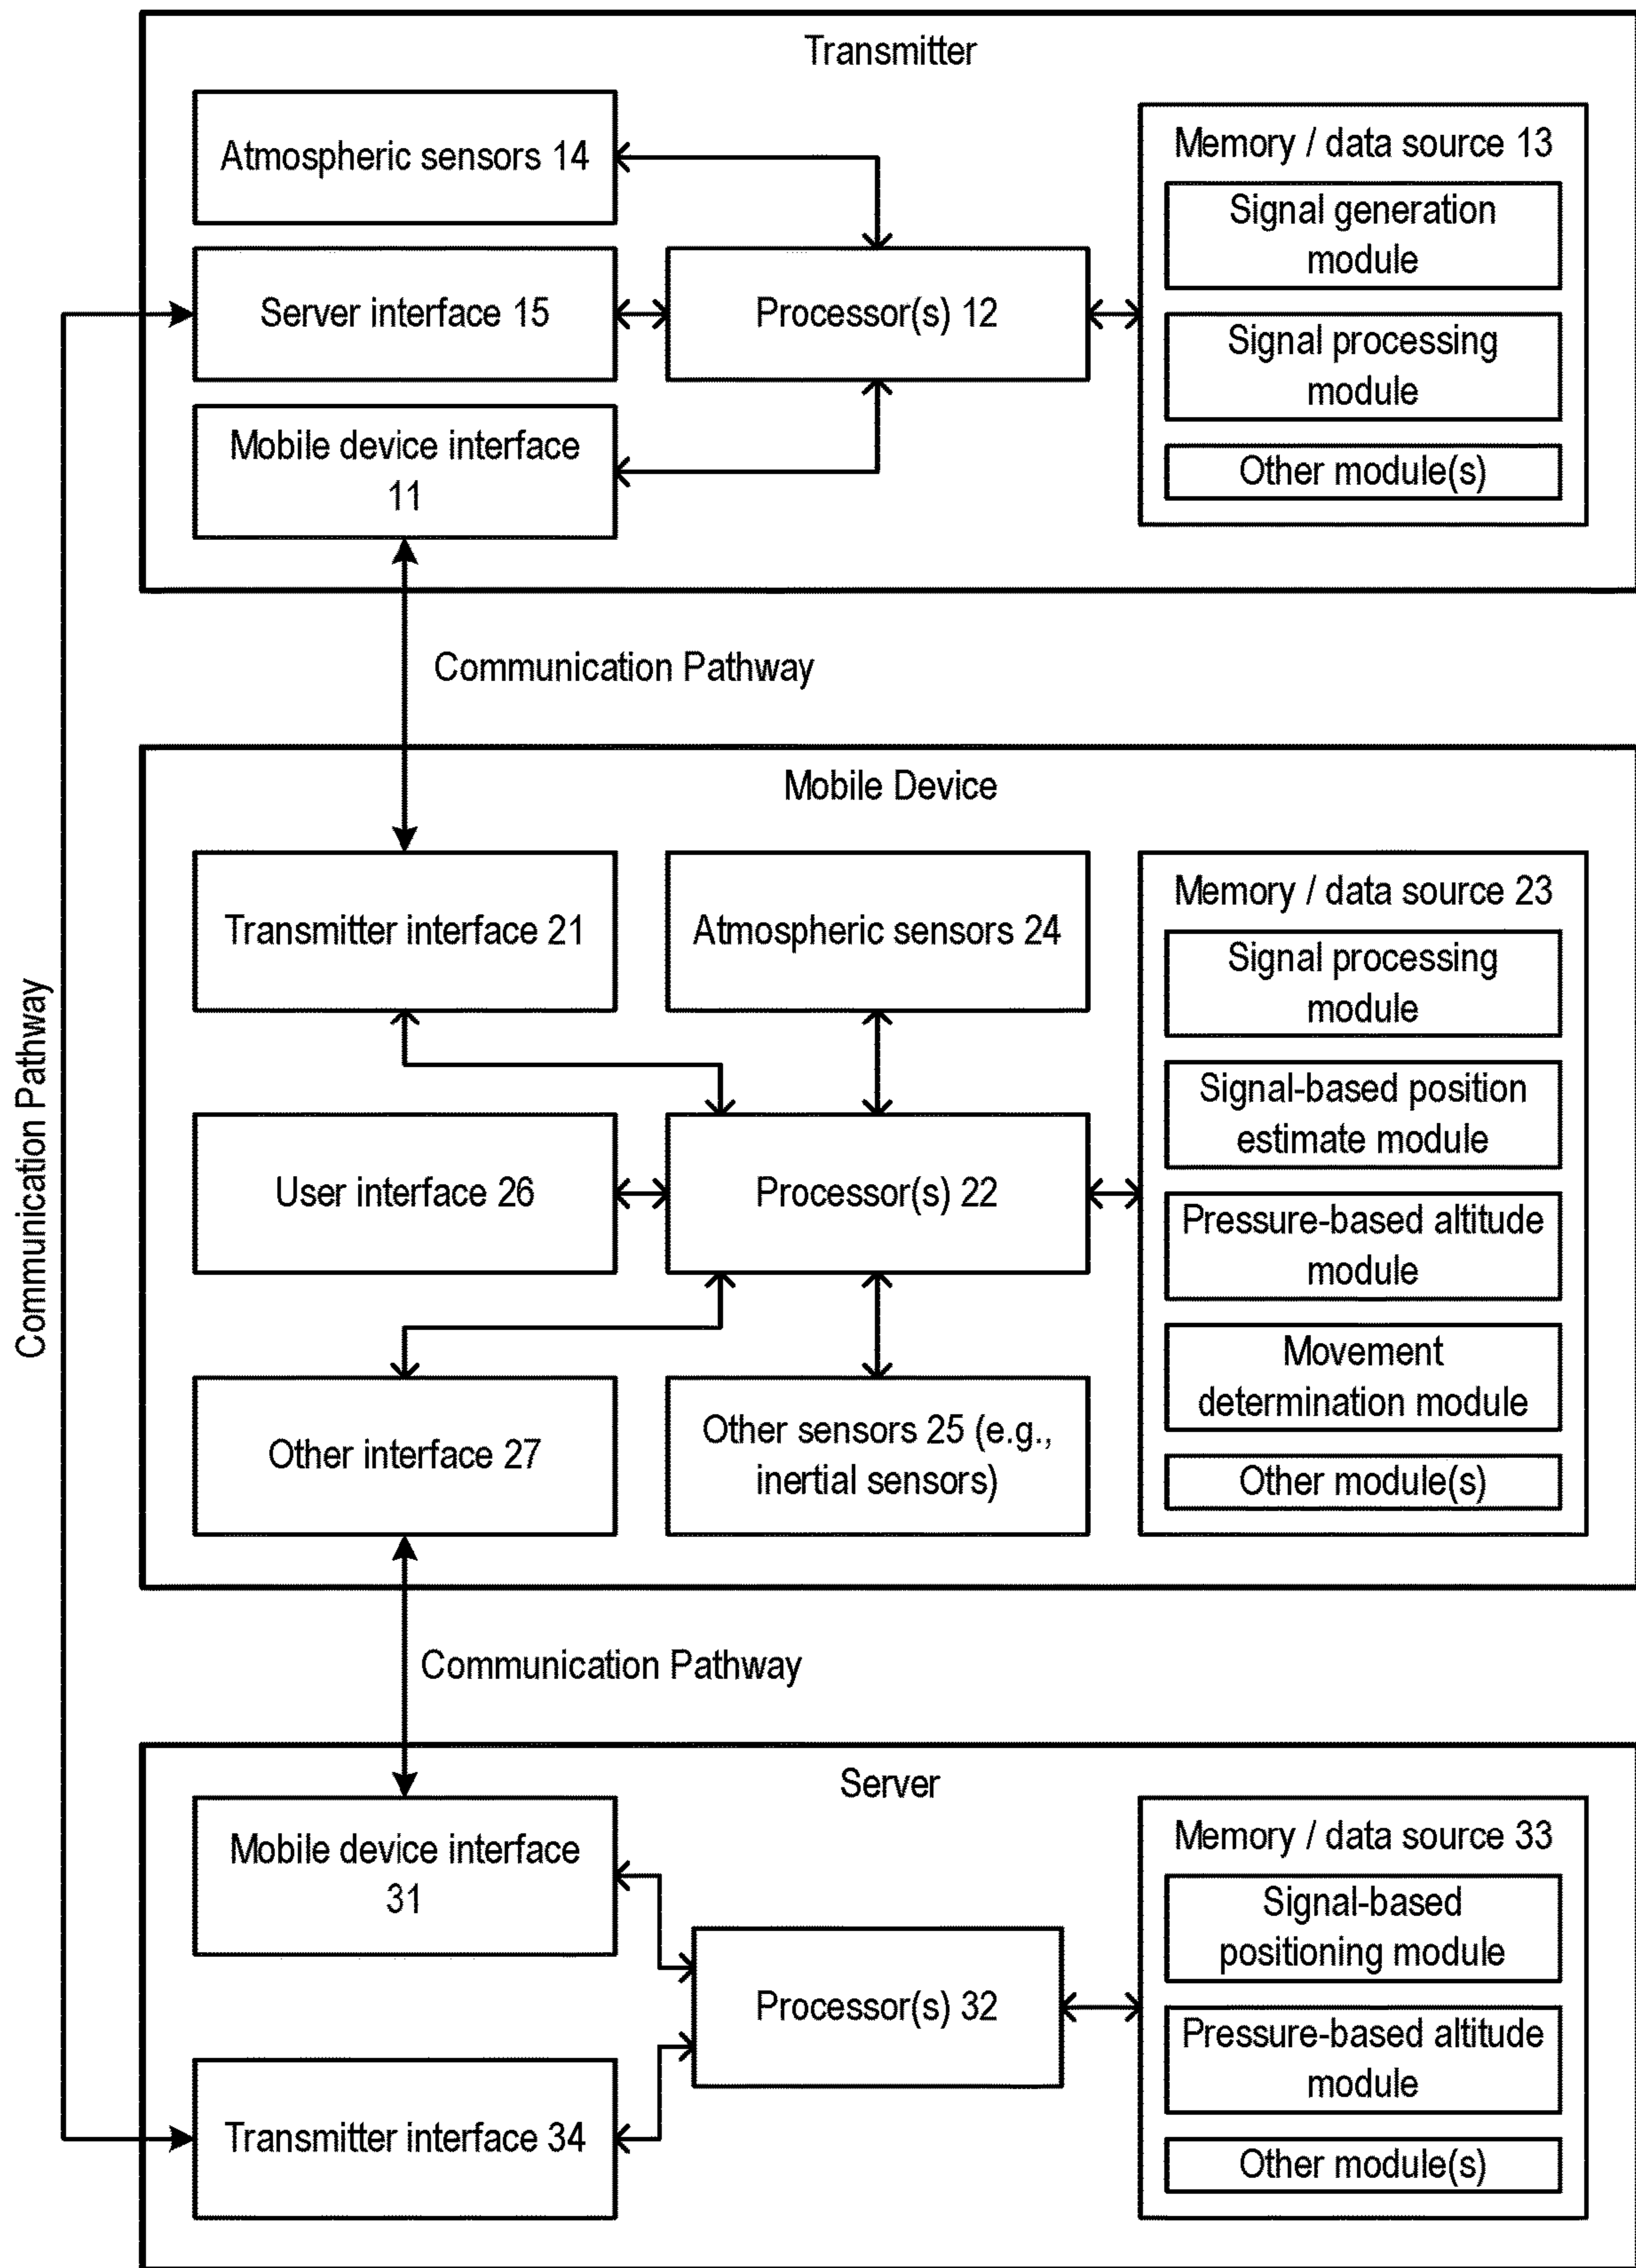 Transmitter
Atmospheric sensors 14
Server interface 15
Mobile device interface
11
Processor(s) 12
Memory / data source 13
Signal generation
module
Signal processing
module
Other module(s)
Communication Pathway
Communication Pathway
Mobile Device
Transmitter interface 21
Atmospheric sensors 24
User interface 26
Processor(s) 22
Other interface 27
Other sensors 25 (e.g.,
inertial sensors)
Memory / data source 23
Signal processing
module
Signal-based position
estimate module
Pressure-based altitude
module
Movement
determination module
Other module(s)
Communication Pathway
Server
Mobile device interface
31
Transmitter interface 34
Processor(s) 32
Memory / data source 33
Signal-based
positioning module
Pressure-based altitude
module
Other module(s)